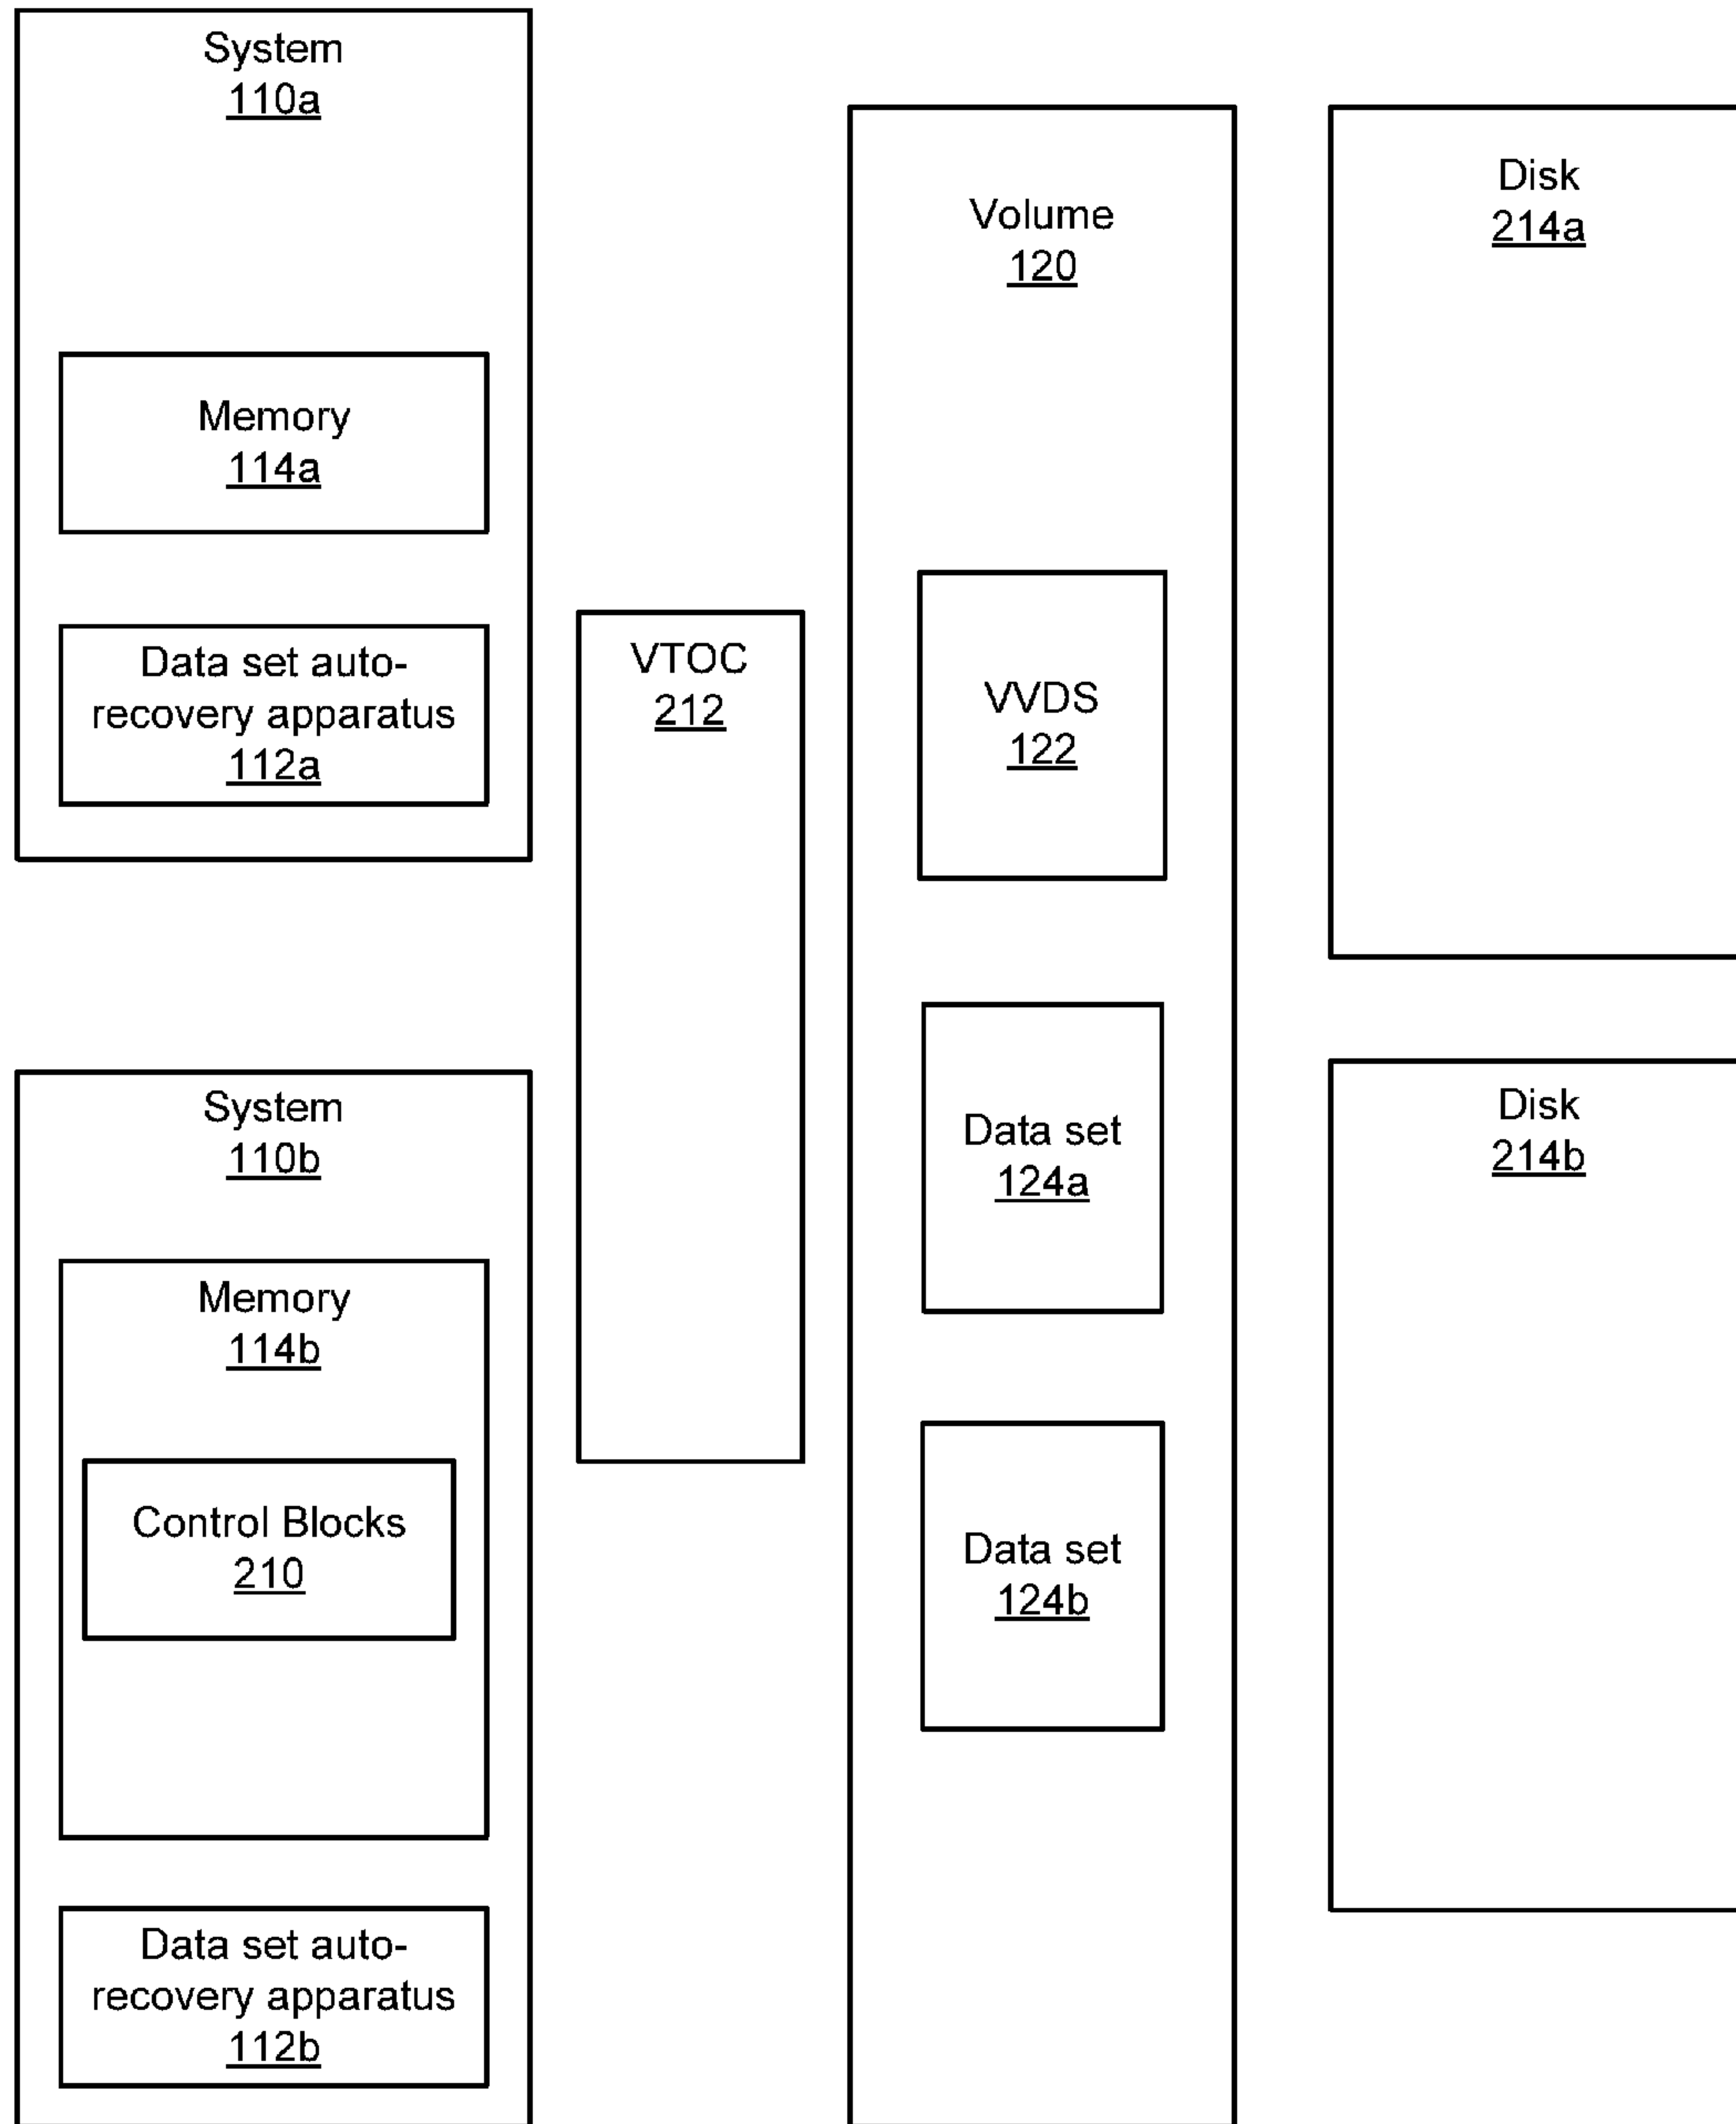 System
110a
Memory
114a
Data set auto-
recovery apparatus
112a
System
110b
Memory
114b
Control Blocks
210
Data set auto-
recovery apparatus
112b
VTOC
212
Volume
120
VVDS
122
Data set
124a
Data set
124b
Disk
214a
Disk
214b